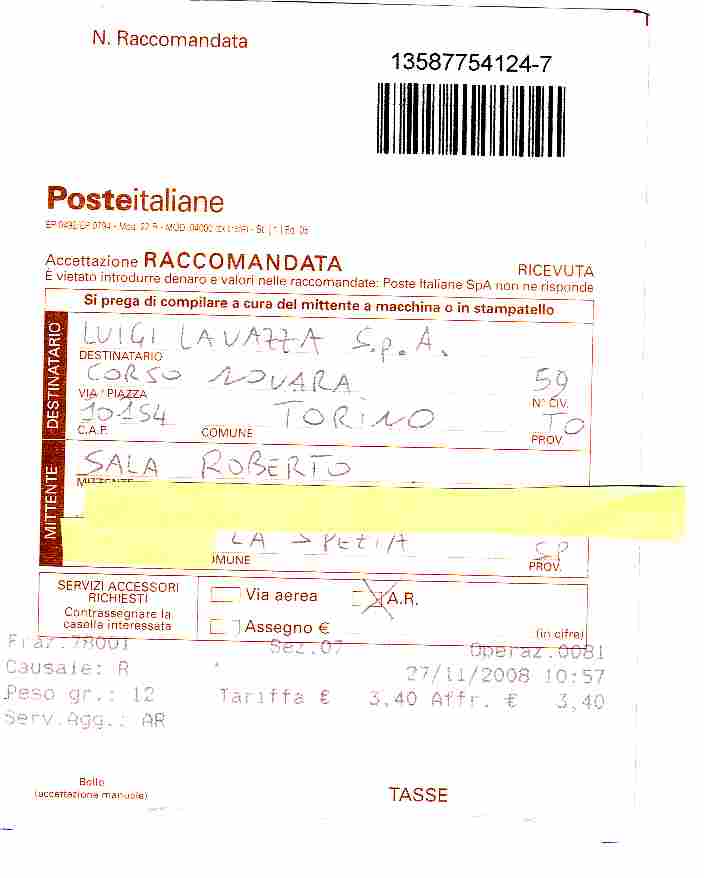 N. Raccomandata
13587754124-7
Posteitaliane
Accettazione RACCOMANDATA RICEVUTA
È vietato introdurre denaro e valori nelle raccomandate: Poste Italiane SpA non ne risponde
Si prega di compilare a cura del mittente a macchina o in stampatello
DESTINATARIO
LUIGI LAVAZZA S.p.A.
DESTINATARIO
CORSO NOVARA 59
VIA / PIAZZA N° CIV.
10154 TORINO TO
C.A.P. COMUNE PROV.
MITTENTE
SALA ROBERTO
MITTENTE
LA SPEZIA SP
OMUNE PROV.
SERVIZI ACCESSORI RICHIESTI
Contrassegnare la casella interessata
Via aerea A.R.
Assegno € (in cifre)
Fraz.78001 Sez.07 Operaz.0081
Causale: R 27/11/2008 10:57
Peso gr.: 12 Tariffa € 3,40 Affr. € 3,40
Serv.Agg.: AR
Bollo
(accettazione manuale)
TASSE